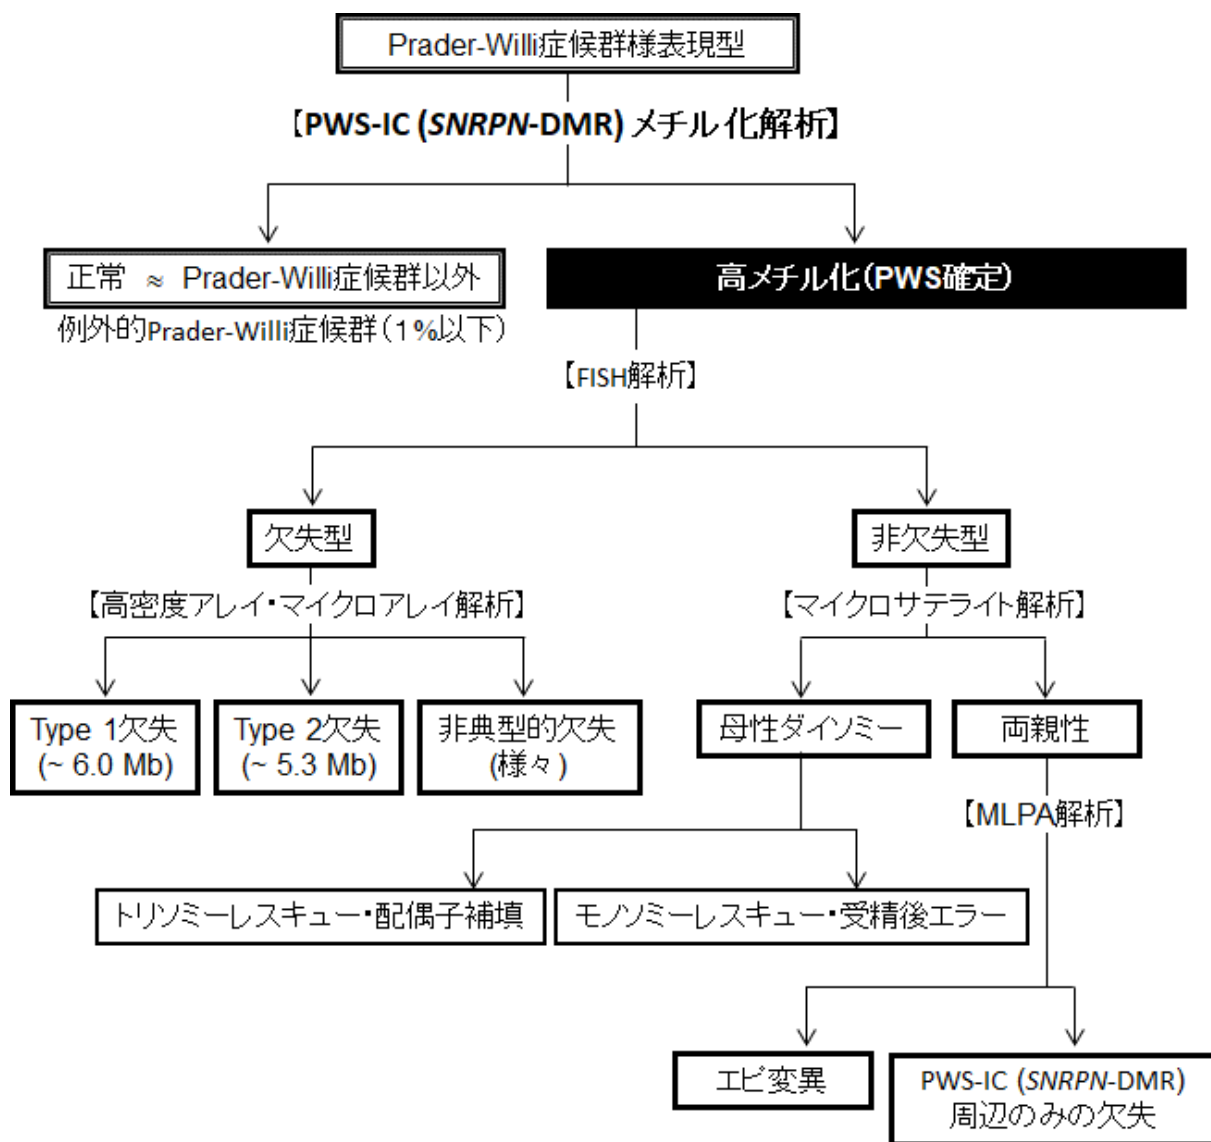 Prader-Willi症候群様表現型
【PWS-IC (SNRPN-DMR) メチル化解析】
正常 ≈ Prader-Willi症候群以外
高メチル化(PWS確定)
例外的Prader-Willi症候群(1%以下)
【FISH解析】
欠失型
非欠失型
【高密度アレイ・マイクロアレイ解析】
【マイクロサテライト解析】
Type 1欠失
(~ 6.0 Mb)
Type 2欠失
(~ 5.3 Mb)
非典型的欠失
(様々)
母性ダイソミー
両親性
【MLPA解析】
トリソミーレスキュー・配偶子補填
モノソミーレスキュー・受精後エラー
エピ変異
PWS-IC (SNRPN-DMR)
周辺のみの欠失